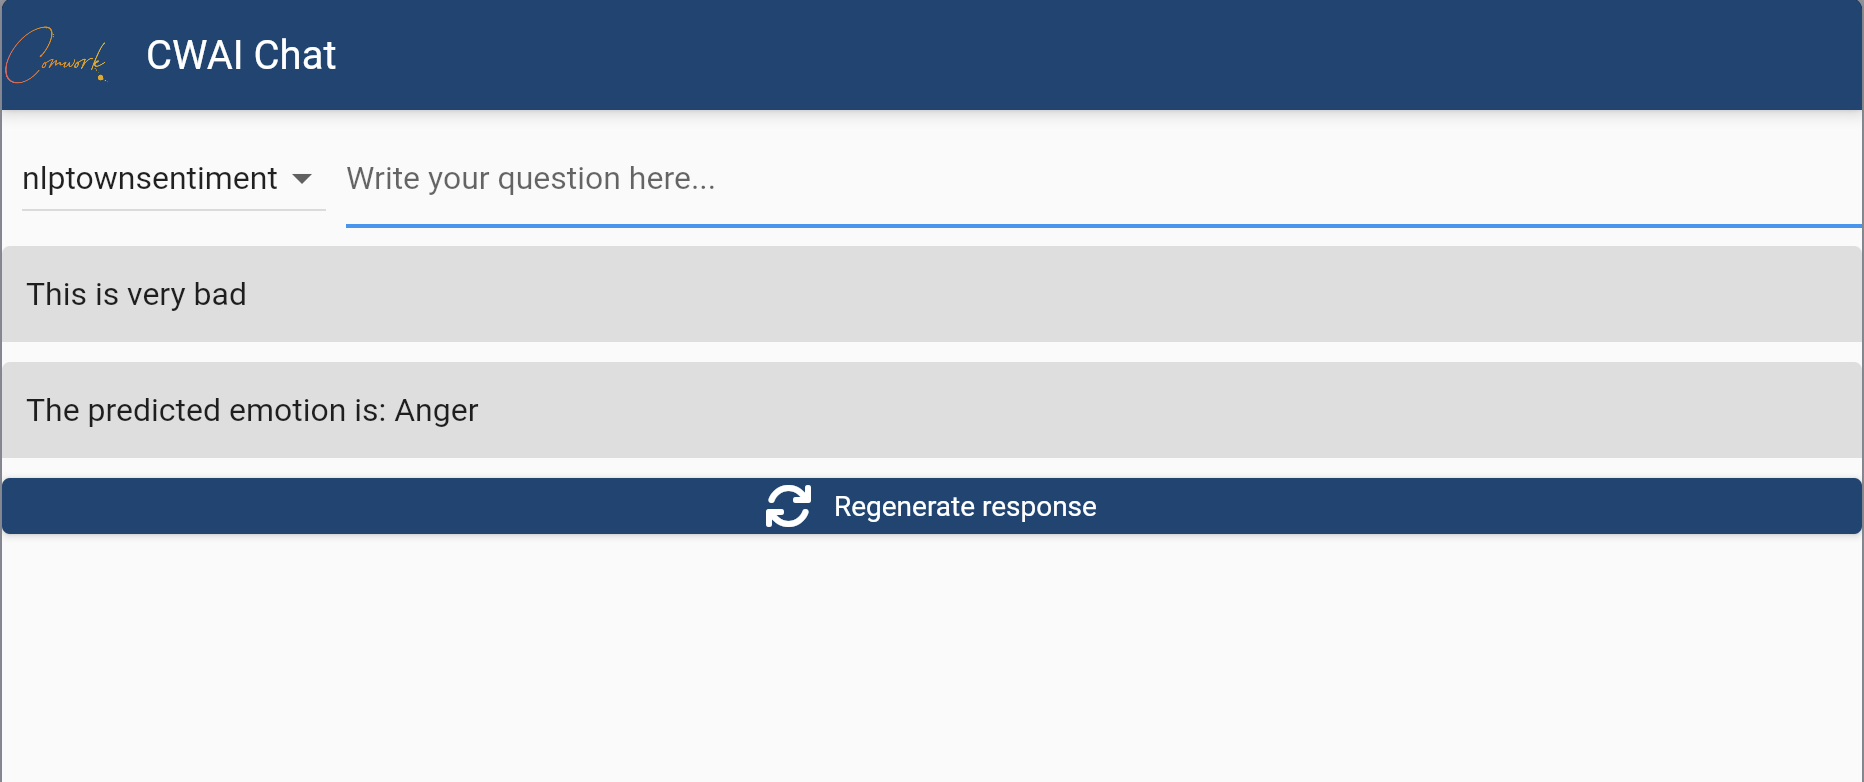 Comwork.
CWAI Chat
nlptownsentiment
Write your question here...
This is very bad
The predicted emotion is: Anger
Regenerate response